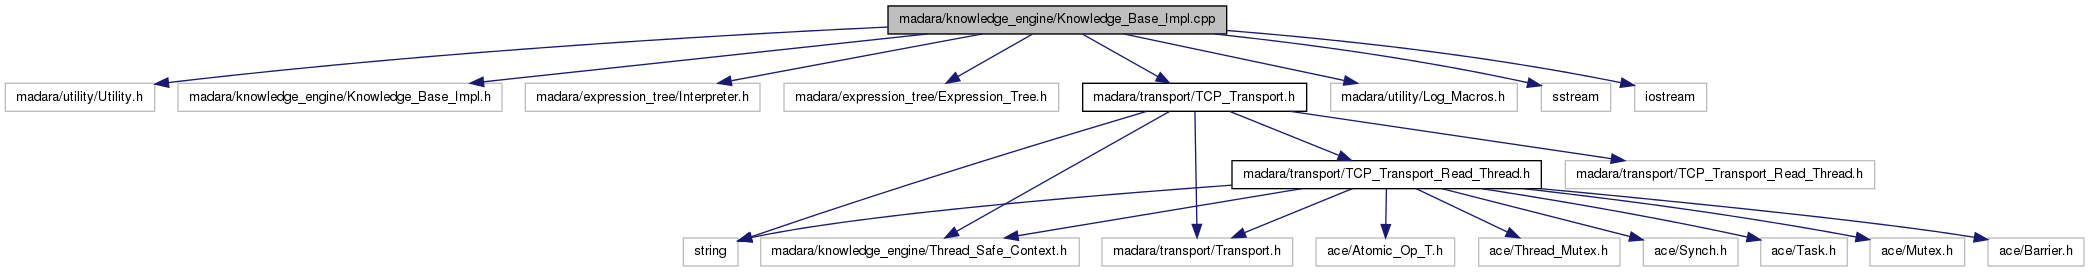 madara/knowledge_engine/Knowledge_Base_Impl.cpp
madara/utility/Utility.h
madara/knowledge_engine/Knowledge_Base_Impl.h
madara/expression_tree/Interpreter.h
madara/expression_tree/Expression_Tree.h
madara/transport/TCP_Transport.h
madara/utility/Log_Macros.h
sstream
iostream
madara/transport/TCP_Transport_Read_Thread.h
madara/transport/TCP_Transport_Read_Thread.h
string
madara/knowledge_engine/Thread_Safe_Context.h
madara/transport/Transport.h
ace/Atomic_Op_T.h
ace/Thread_Mutex.h
ace/Synch.h
ace/Task.h
ace/Mutex.h
ace/Barrier.h